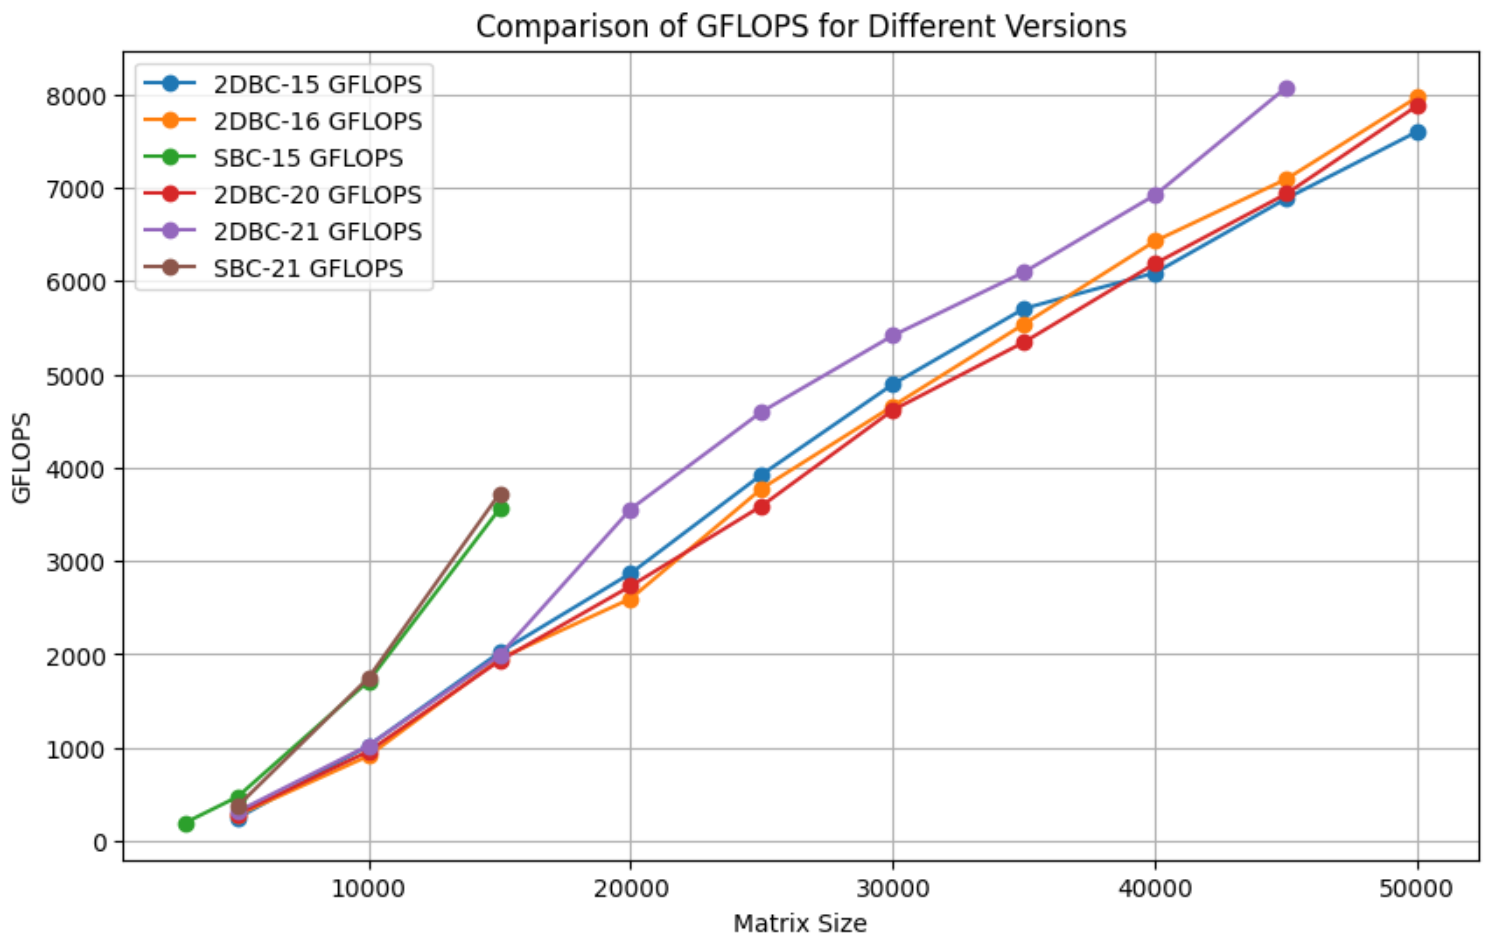 Comparison of GFLOPS for Different Versions
2DBC-15 GFLOPS
2DBC-16 GFLOPS
SBC-15 GFLOPS
2DBC-20 GFLOPS
2DBC-21 GFLOPS
SBC-21 GFLOPS
GFLOPS
8000
7000
6000
5000
4000
3000
2000
1000
0
10000 20000 30000 40000 50000
Matrix Size